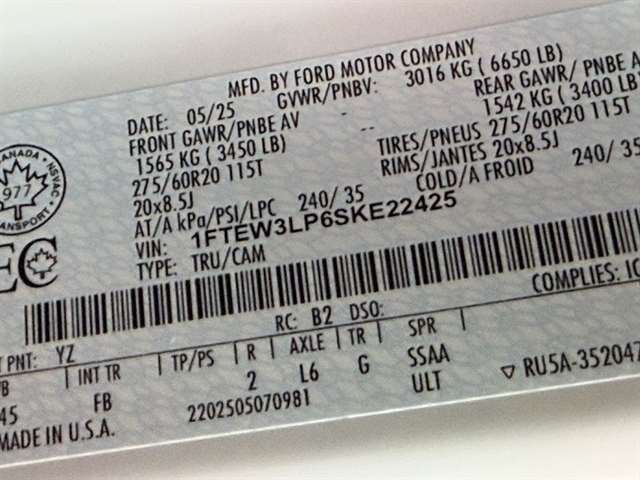 MFD. BY FORD MOTOR COMPANY
DATE: 05/25 GVWR/PNBV: 3016 KG ( 6650 LB)
FRONT GAWR/PNBE AV REAR GAWR/ PNBE A
1565 KG ( 3450 LB) 1542 KG ( 3400 LB
275/60R20 115T TIRES/PNEUS 275/60R20 115T
20x8.5J RIMS/JANTES 20x8.5J
AT/A kPa/PSI/LPC 240/ 35 COLD/A FROID 240/ 35
VIN: 1FTEW3LP6SKE22425
TYPE: TRU/CAM
CANADA
977
NSVAC
TRANSPORT
EC
COMPLIES: IC
RC: B2 DSO:
PNT: YZ
INT TR TP/PS R AXLE TR SPR
45 FB 2 L6 G SSAA
ULT
RU5A-352047
2202505070981
MADE IN U.S.A.